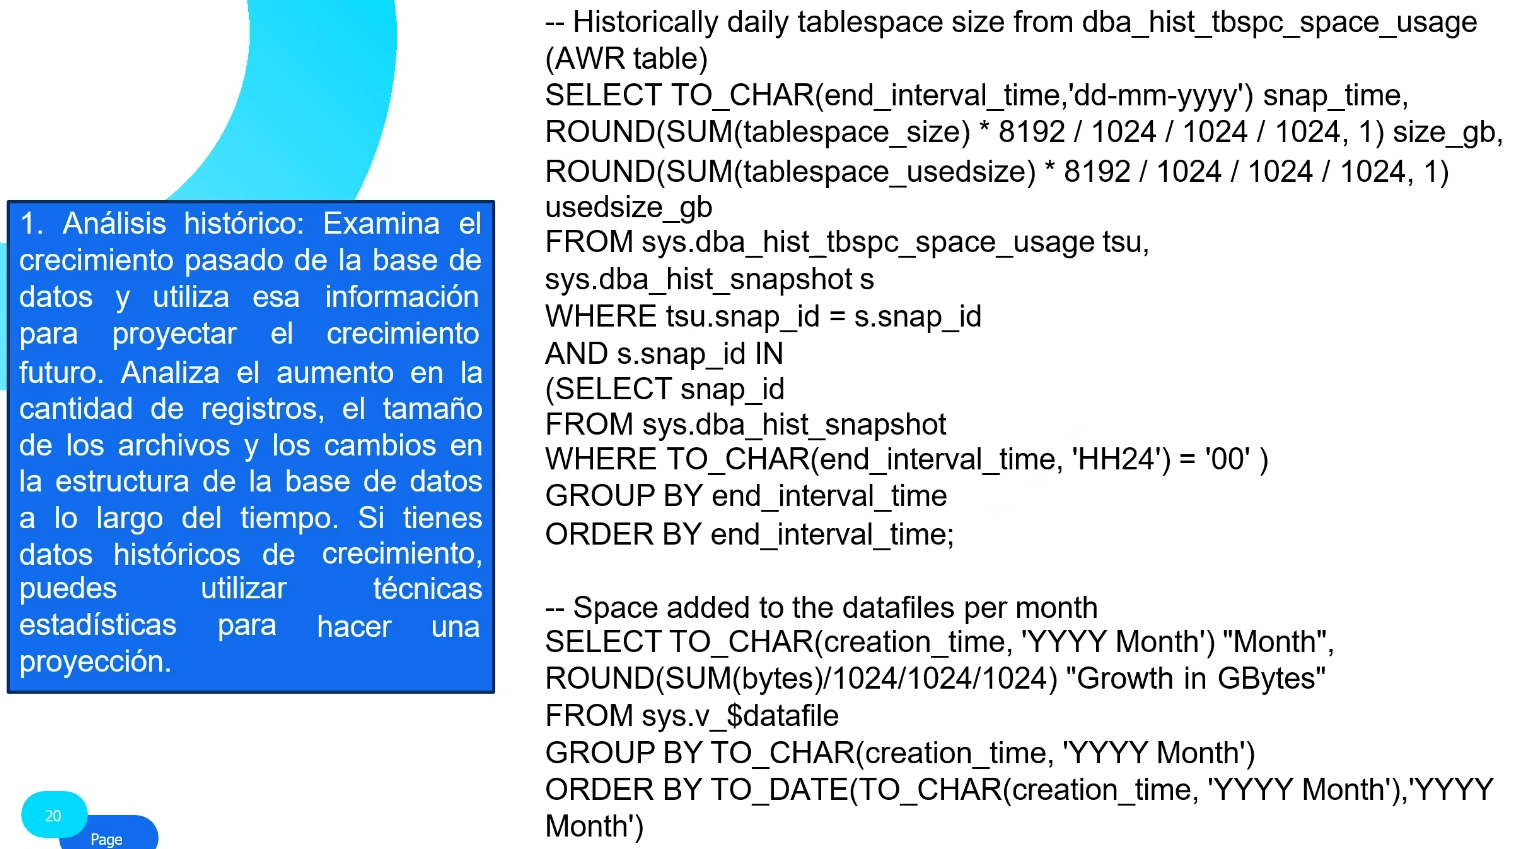 1. Análisis histórico: Examina el
crecimiento pasado de la base de
datos y utiliza esa información
para proyectar el crecimiento
futuro. Analiza el aumento en la
cantidad de registros, el tamaño
de los archivos y los cambios en
la estructura de la base de datos
a lo largo del tiempo. Si tienes
datos históricos de crecimiento,
puedes utilizar técnicas
estadísticas para hacer una
proyección.
-- Historically daily tablespace size from dba_hist_tbspc_space_usage
(AWR table)
SELECT TO_CHAR(end_interval_time,'dd-mm-yyyy') snap_time,
ROUND(SUM(tablespace_size) * 8192 / 1024 / 1024 / 1024, 1) size_gb,
ROUND(SUM(tablespace_usedsize) * 8192 / 1024 / 1024 / 1024, 1)
usedsize_gb
FROM sys.dba_hist_tbspc_space_usage tsu,
sys.dba_hist_snapshot s
WHERE tsu.snap_id = s.snap_id
AND s.snap_id IN
(SELECT snap_id
FROM sys.dba_hist_snapshot
WHERE TO_CHAR(end_interval_time, 'HH24') = '00' )
GROUP BY end_interval_time
ORDER BY end_interval_time;
-- Space added to the datafiles per month
SELECT TO_CHAR(creation_time, 'YYYY Month') "Month",
ROUND(SUM(bytes)/1024/1024/1024) "Growth in GBytes"
FROM sys.v_$datafile
GROUP BY TO_CHAR(creation_time, 'YYYY Month')
ORDER BY TO_DATE(TO_CHAR(creation_time, 'YYYY Month'),'YYYY
Month')
20
Page